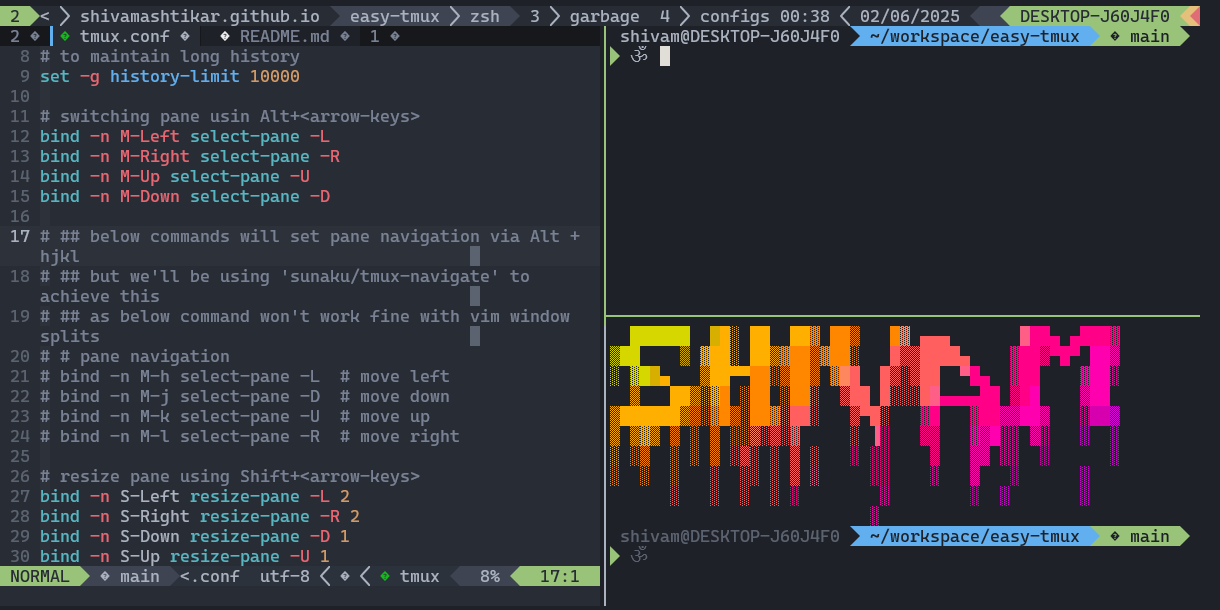 2 < shivamashtikar.github.io easy-tmux zsh 3 garbage 4 configs 00:38 02/06/2025 DESKTOP-J60J4F0
2 � � tmux.conf � � README.md � 1 �
8 # to maintain long history
9 set -g history-limit 10000
10
11 # switching pane usin Alt+<arrow-keys>
12 bind -n M-Left select-pane -L
13 bind -n M-Right select-pane -R
14 bind -n M-Up select-pane -U
15 bind -n M-Down select-pane -D
16
17 # ## below commands will set pane navigation via Alt +
hjkl
18 # ## but we'll be using 'sunaku/tmux-navigate' to
achieve this
19 # ## as below command won't work fine with vim window
splits
20 # # pane navigation
21 # bind -n M-h select-pane -L # move left
22 # bind -n M-j select-pane -D # move down
23 # bind -n M-k select-pane -U # move up
24 # bind -n M-l select-pane -R # move right
25
26 # resize pane using Shift+<arrow-keys>
27 bind -n S-Left resize-pane -L 2
28 bind -n S-Right resize-pane -R 2
29 bind -n S-Down resize-pane -D 1
30 bind -n S-Up resize-pane -U 1
NORMAL � main <.conf utf-8 � � tmux 8% 17:1
shivam@DESKTOP-J60J4F0 ~/workspace/easy-tmux � main
ॐ
shivam@DESKTOP-J60J4F0 ~/workspace/easy-tmux � main
ॐ